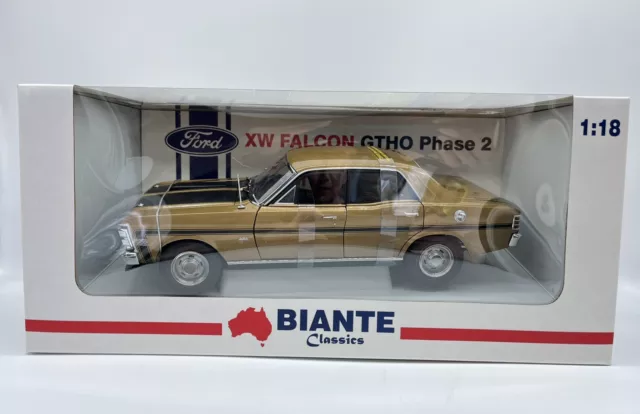 Ford
XW FALCON GTHO Phase 2
1:18
BIANTE
Classics